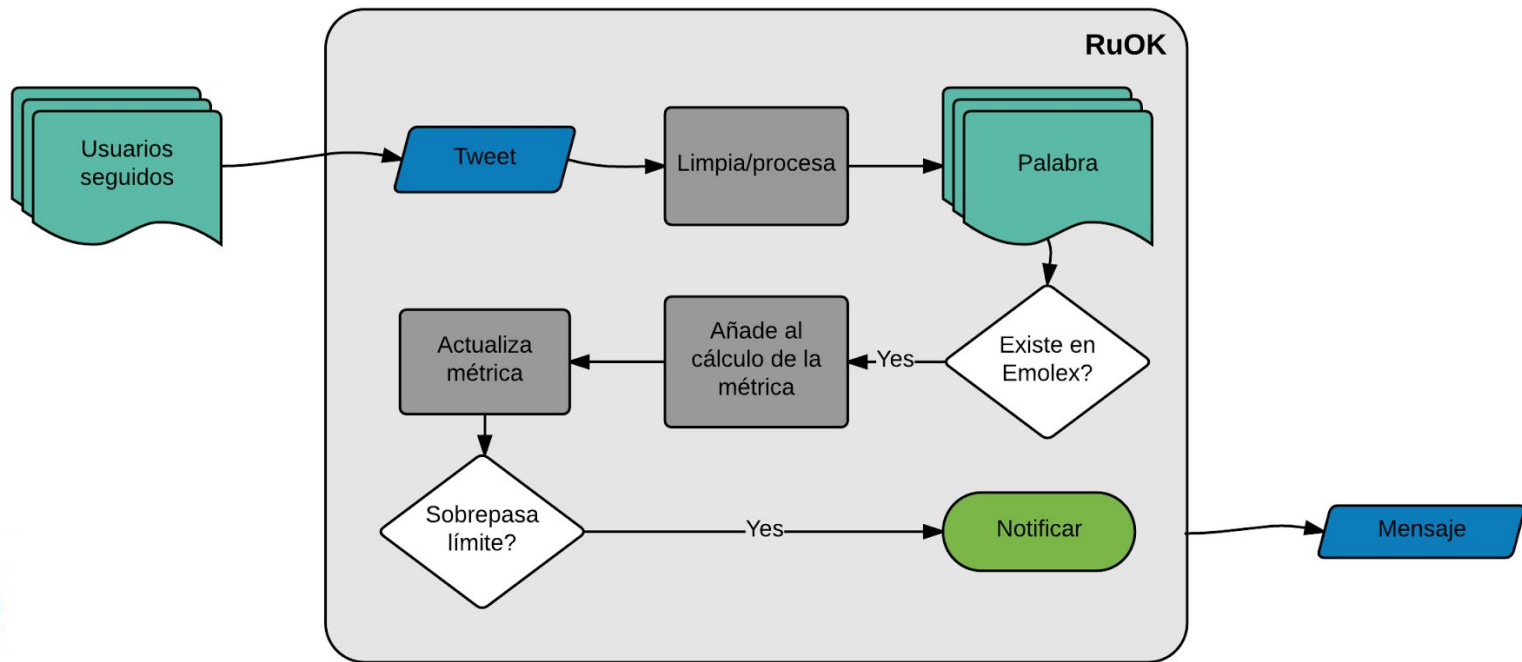 RuOK
Usuarios
seguidos
Tweet
Limpia/procesa
Palabra
Existe en
Emolex?
Yes
Añade al
cálculo de la
métrica
Actualiza
métrica
Sobrepasa
límite?
Yes
Notificar
Mensaje